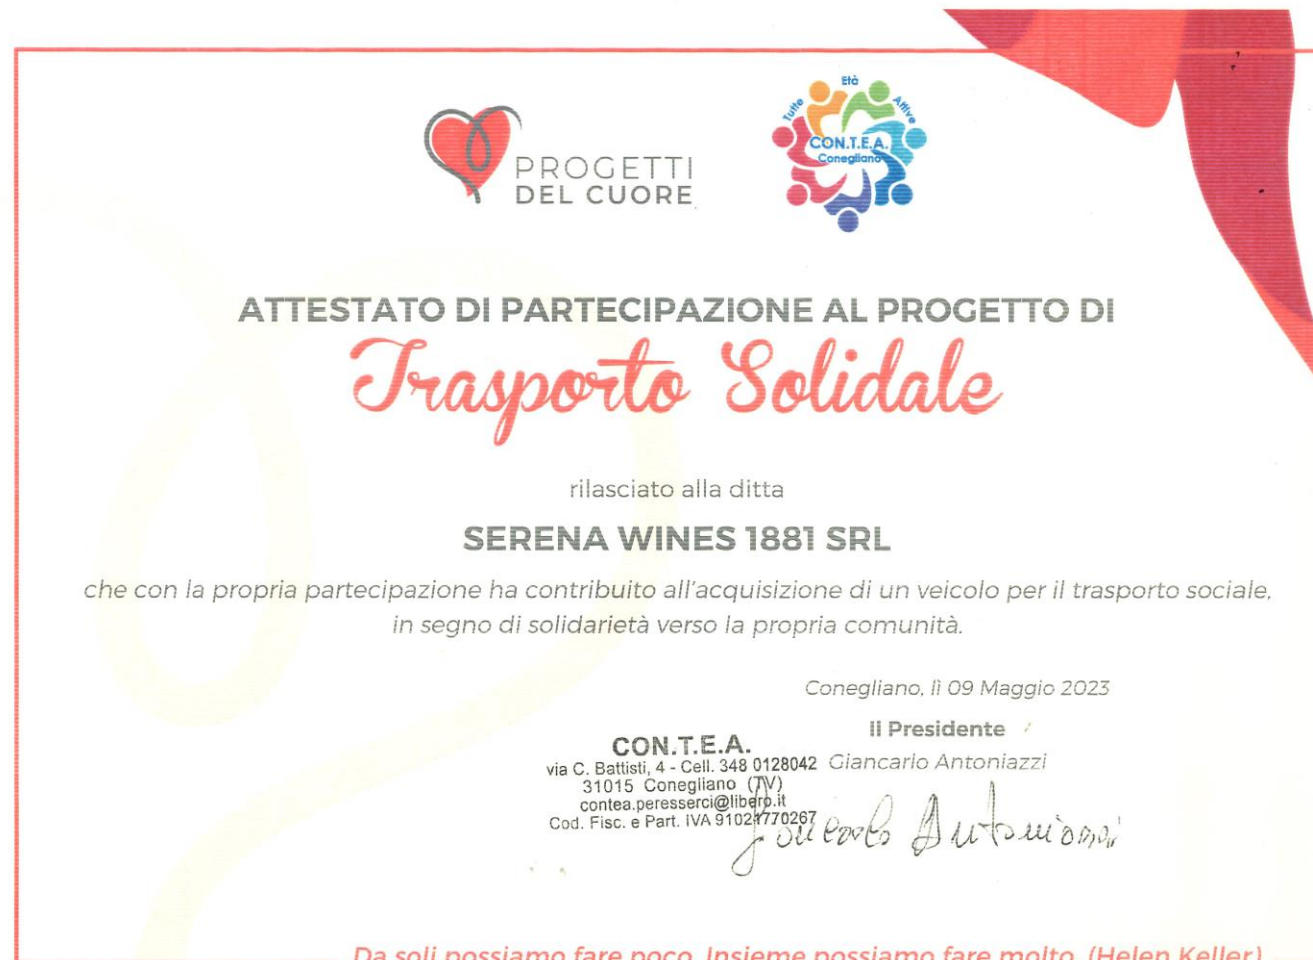 PROGETTI
DEL CUORE
Tutte Età Attive
CON.T.E.A.
Conegliano
ATTESTATO DI PARTECIPAZIONE AL PROGETTO DI
Trasporto Solidale
rilasciato alla ditta
SERENA WINES 1881 SRL
che con la propria partecipazione ha contribuito all'acquisizione di un veicolo per il trasporto sociale,
in segno di solidarietà verso la propria comunità.
Conegliano, lì 09 Maggio 2023
Il Presidente
Giancarlo Antoniazzi
CON.T.E.A.
via C. Battisti, 4 - Cell. 348 0128042
31015 Conegliano (TV)
contea.peresserci@libero.it
Cod. Fisc. e Part. IVA 91021770267
Giancarlo Antoniazzi
Da soli possiamo fare poco. Insieme possiamo fare molto. (Helen Keller)